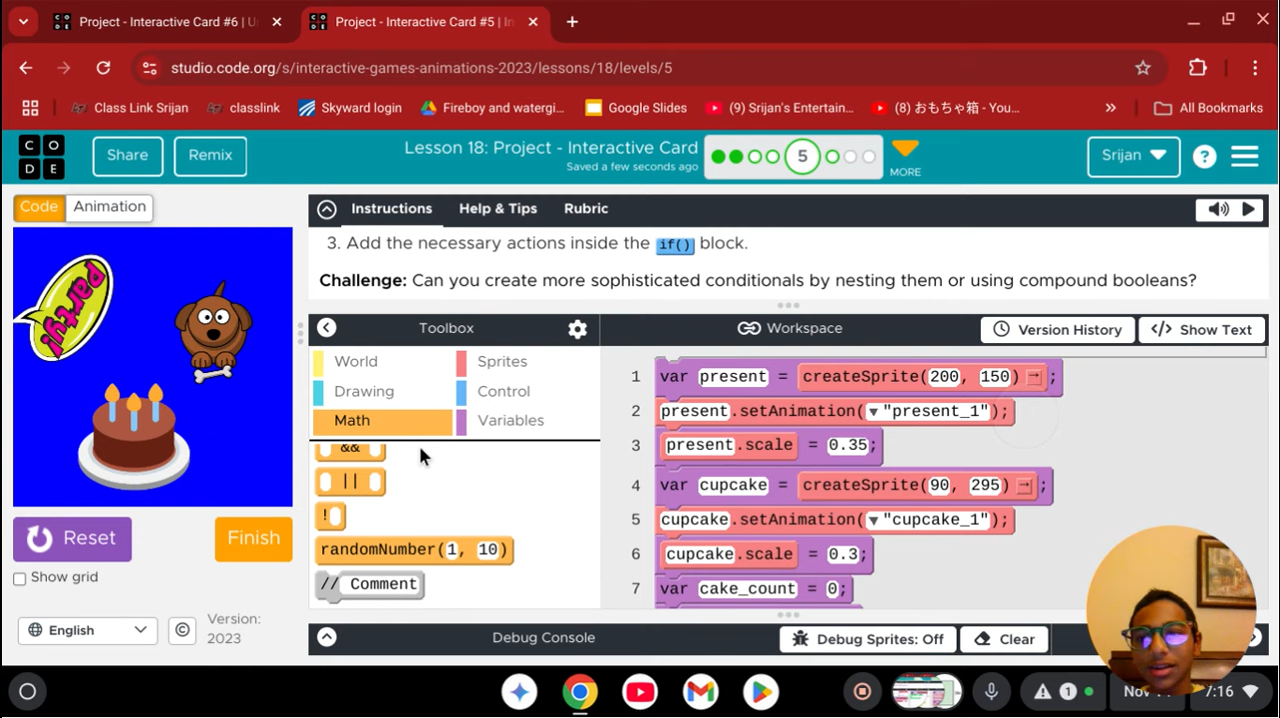 Project - Interactive Card #6 | U
Project - Interactive Card #5 | In
studio.code.org/s/interactive-games-animations-2023/lessons/18/levels/5
Class Link Srijan
classlink
Skyward login
Fireboy and watergi...
Google Slides
(9) Srijan's Entertain...
(8) おもちゃ箱 - You...
All Bookmarks
C O
D E
Share
Remix
Lesson 18: Project - Interactive Card
Saved a few seconds ago
5
MORE
Srijan
?
Code
Animation
Instructions
Help & Tips
Rubric
3. Add the necessary actions inside the if() block.
Challenge: Can you create more sophisticated conditionals by nesting them or using compound booleans?
Party!
Toolbox
Workspace
Version History
</> Show Text
World
Sprites
Drawing
Control
Math
Variables
&&
||
!
randomNumber(1, 10)
// Comment
1 var present = createSprite(200, 150) → ;
2 present.setAnimation( ▼ "present_1");
3 present.scale = 0.35;
4 var cupcake = createSprite(90, 295) → ;
5 cupcake.setAnimation( ▼ "cupcake_1");
6 cupcake.scale = 0.3;
7 var cake_count = 0;
Reset
Finish
Show grid
English
©
Version:
2023
Debug Console
Debug Sprites: Off
Clear
1
Nov
7:16